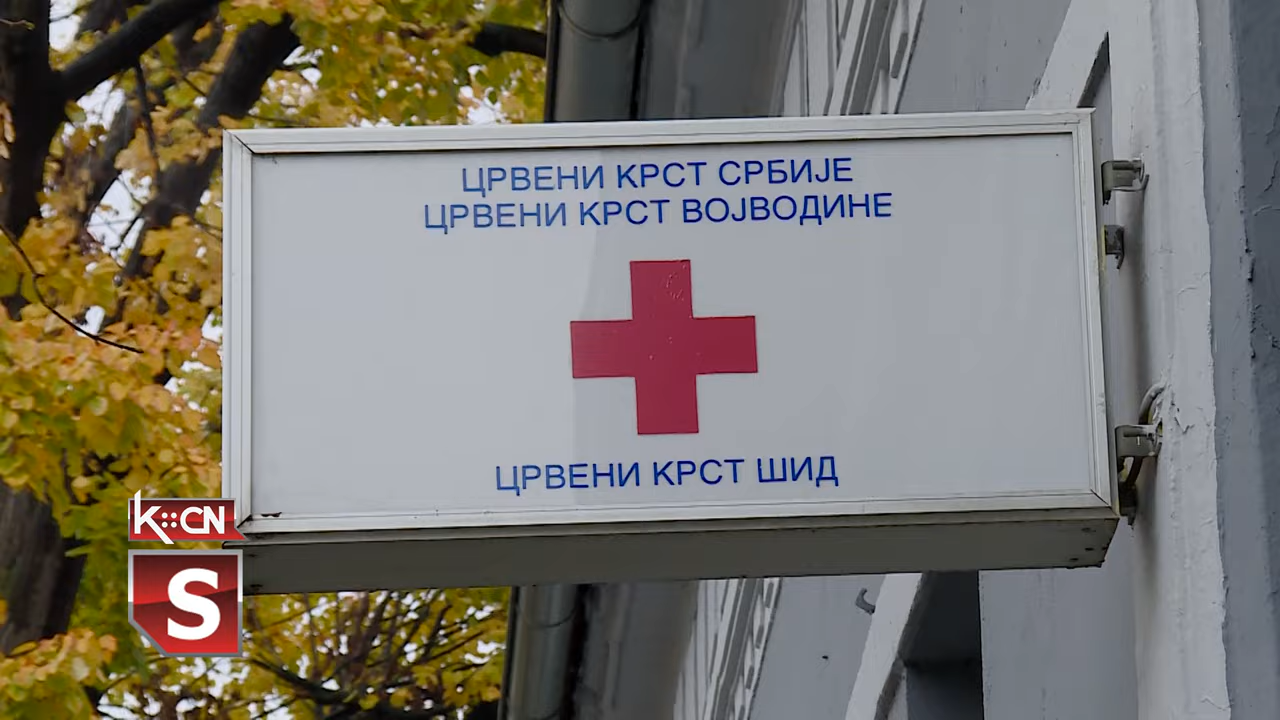 ЦРВЕНИ КРСТ СРБИЈЕ
ЦРВЕНИ КРСТ ВОЈВОДИНЕ
ЦРВЕНИ КРСТ ШИД
K::CN
S